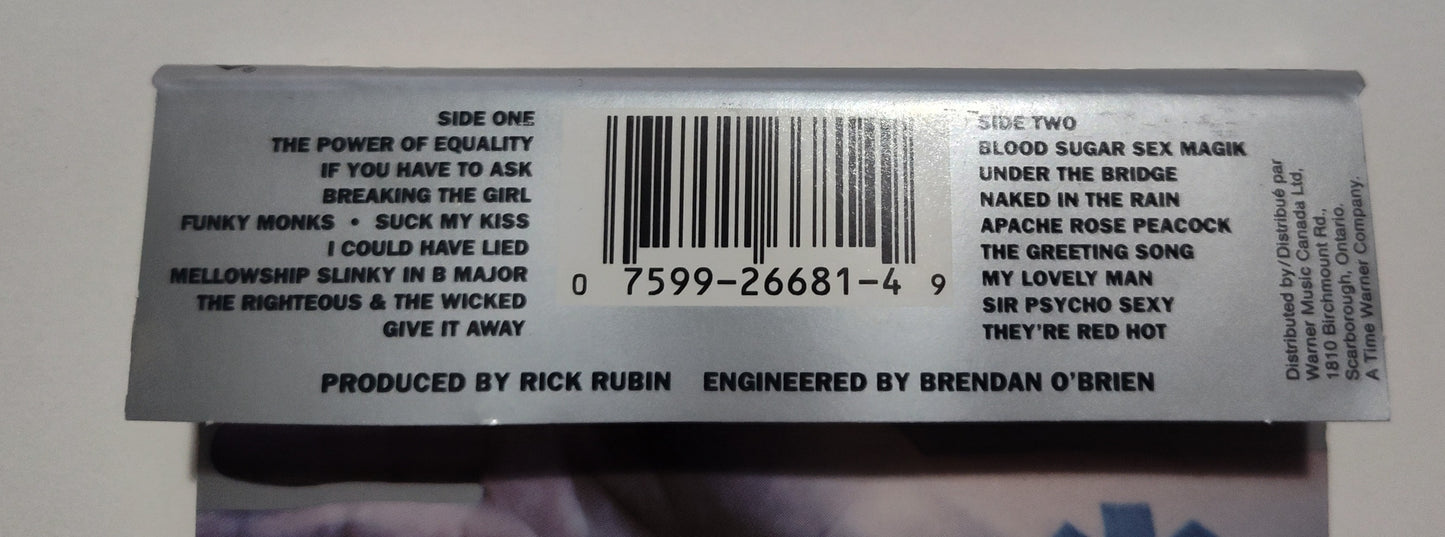 SIDE ONE
THE POWER OF EQUALITY
IF YOU HAVE TO ASK
BREAKING THE GIRL
FUNKY MONKS • SUCK MY KISS
I COULD HAVE LIED
MELLOWSHIP SLINKY IN B MAJOR
THE RIGHTEOUS & THE WICKED
GIVE IT AWAY
0 7599-26681-4 9
SIDE TWO
BLOOD SUGAR SEX MAGIK
UNDER THE BRIDGE
NAKED IN THE RAIN
APACHE ROSE PEACOCK
THE GREETING SONG
MY LOVELY MAN
SIR PSYCHO SEXY
THEY'RE RED HOT
PRODUCED BY RICK RUBIN ENGINEERED BY BRENDAN O'BRIEN
Distributed by/Distribué par
Warner Music Canada Ltd,
1810 Birchmount Rd.,
Scarborough, Ontario.
A Time Warner Company.